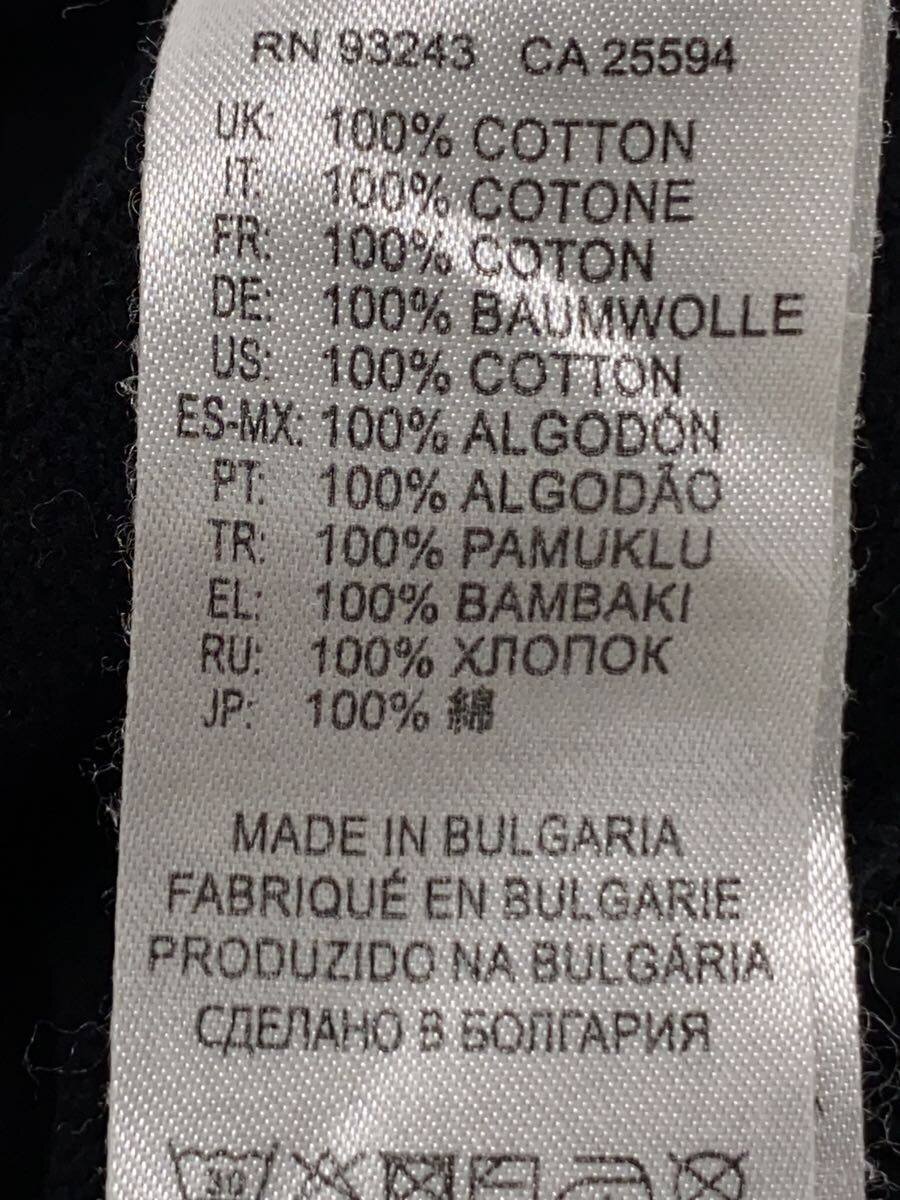 RN 93243 CA 25594
UK: 100% COTTON
IT: 100% COTONE
FR: 100% COTON
DE: 100% BAUMWOLLE
US: 100% COTTON
ES-MX: 100% ALGODÓN
PT: 100% ALGODÃO
TR: 100% PAMUKLU
EL: 100% BAMBAKI
RU: 100% ХЛОПОК
JP: 100% 綿
MADE IN BULGARIA
FABRIQUÉ EN BULGARIE
PRODUZIDO NA BULGÁRIA
СДЕЛАНО В БОЛГАРИЯ
30